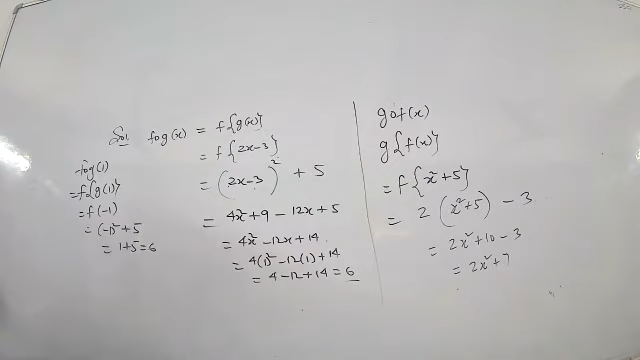 fog(1)
=f{g(1)}
=f(-1)
=(-1)²+5
=1+5=6
Sol fog(x) = f{g(x)}
=f{2x-3}
=(2x-3)²+5
=4x²+9-12x+5
=4x²-12x+14
=4(1)²-12(1)+14
=4-12+14=6
gof(x)
g{f(x)}
=f{x²+5}
=2(x²+5)-3
=2x²+10-3
=2x²+7